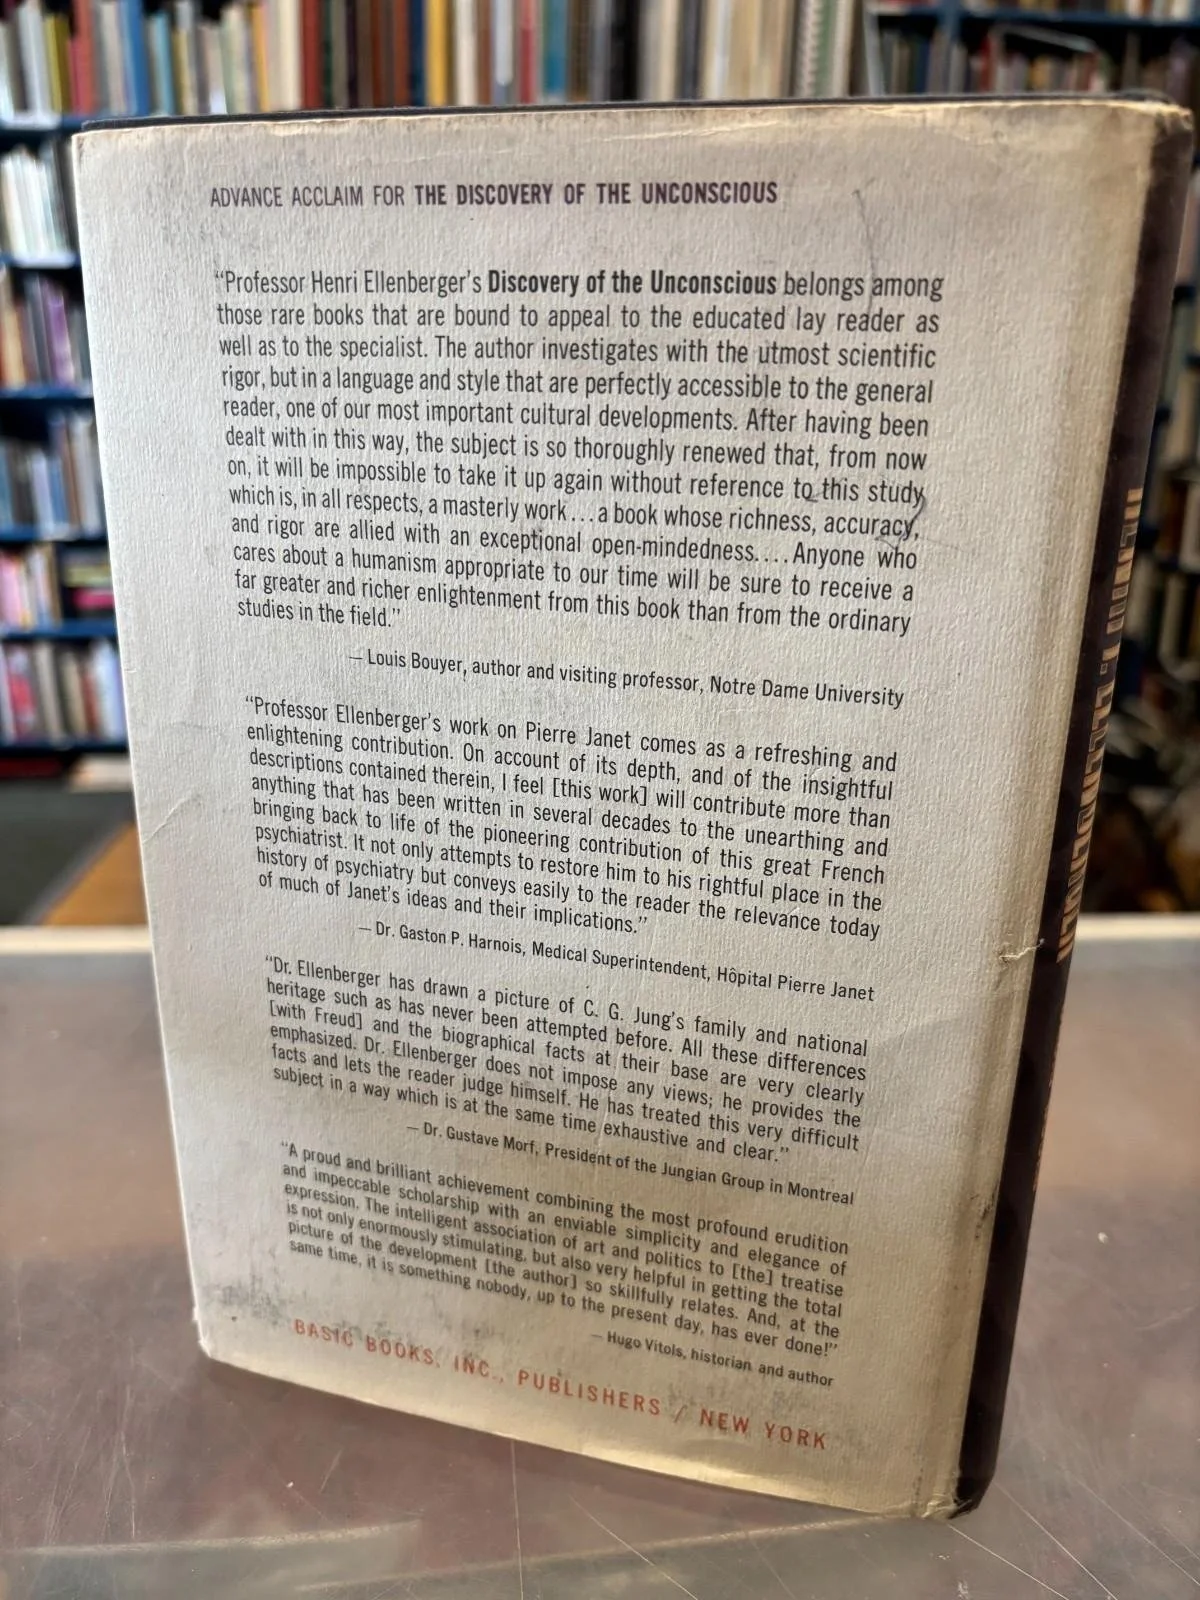 ADVANCE ACCLAIM FOR THE DISCOVERY OF THE UNCONSCIOUS
“Professor Henri Ellenberger’s Discovery of the Unconscious belongs among
those rare books that are bound to appeal to the educated lay reader as
well as to the specialist. The author investigates with the utmost scientific
rigor, but in a language and style that are perfectly accessible to the general
reader, one of our most important cultural developments. After having been
dealt with in this way, the subject is so thoroughly renewed that, from now
on, it will be impossible to take it up again without reference to this study,
which is, in all respects, a masterly work...a book whose richness, accuracy,
and rigor are allied with an exceptional open-mindedness.... Anyone who
cares about a humanism appropriate to our time will be sure to receive a
far greater and richer enlightenment from this book than from the ordinary
studies in the field.”
— Louis Bouyer, author and visiting professor, Notre Dame University
“Professor Ellenberger’s work on Pierre Janet comes as a refreshing and
enlightening contribution. On account of its depth, and of the insightful
descriptions contained therein, I feel [this work] will contribute more than
anything that has been written in several decades to the unearthing and
bringing back to life of the pioneering contribution of this great French
psychiatrist. It not only attempts to restore him to his rightful place in the
history of psychiatry but conveys easily to the reader the relevance today
of much of Janet’s ideas and their implications.”
— Dr. Gaston P. Harnois, Medical Superintendent, Hôpital Pierre Janet
“Dr. Ellenberger has drawn a picture of C. G. Jung’s family and national
heritage such as has never been attempted before. All these differences
[with Freud] and the biographical facts at their base are very clearly
emphasized. Dr. Ellenberger does not impose any views; he provides the
facts and lets the reader judge himself. He has treated this very difficult
subject in a way which is at the same time exhaustive and clear.”
— Dr. Gustave Morf, President of the Jungian Group in Montreal
“A proud and brilliant achievement combining the most profound erudition
and impeccable scholarship with an enviable simplicity and elegance of
expression. The intelligent association of art and politics to [the] treatise
is not only enormously stimulating, but also very helpful in getting the total
picture of the development [the author] so skillfully relates. And, at the
same time, it is something nobody, up to the present day, has ever done!”
— Hugo Vitols, historian and author
BASIC BOOKS, INC., PUBLISHERS / NEW YORK
HENRI F. ELLENBERGER